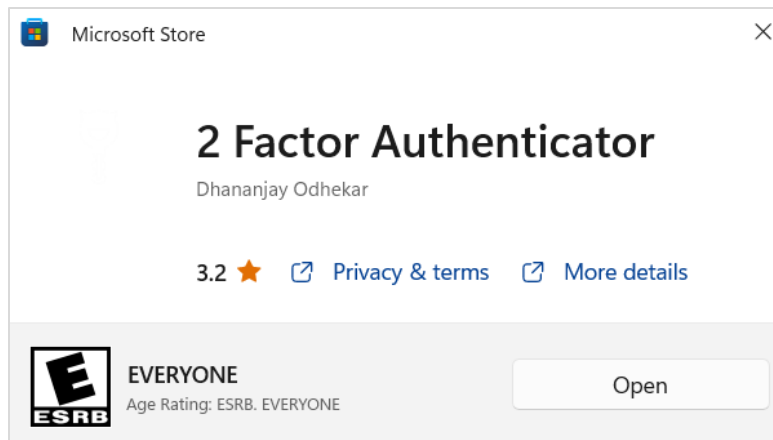 Microsoft Store
2 Factor Authenticator
Dhananjay Odhekar
3.2 Privacy & terms More details
E
ESRB
EVERYONE
Age Rating: ESRB. EVERYONE
Open